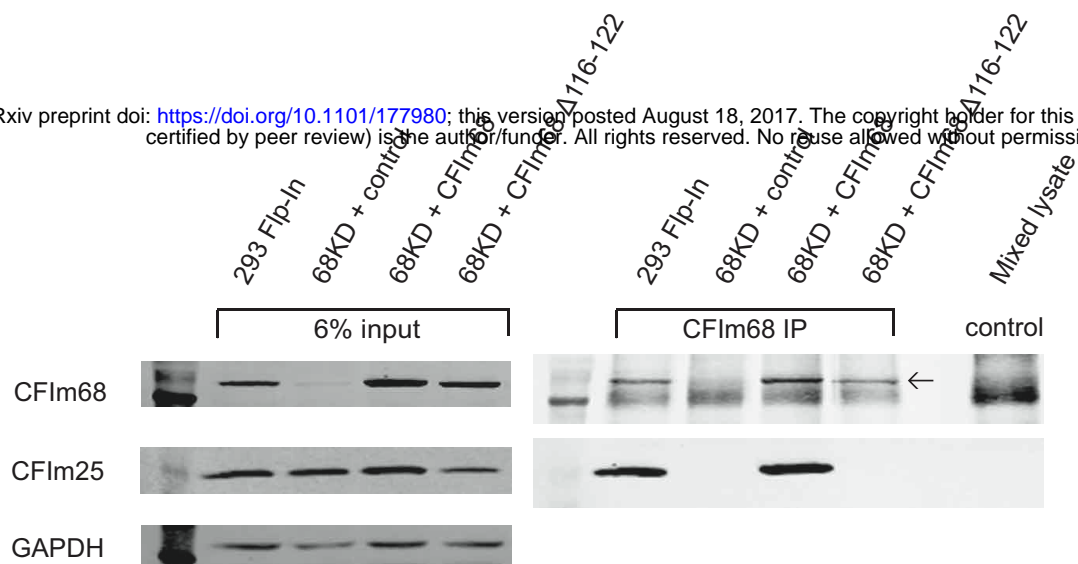 Rxiv preprint doi: https://doi.org/10.1101/177980; this version posted August 18, 2017. The copyright holder for this
certified by peer review) is the author/funder. All rights reserved. No reuse allowed without permissi
293 Flp-In
68KD + control
68KD + CFIm68
68KD + CFIm68 Δ116-122
293 Flp-In
68KD + control
68KD + CFIm68
68KD + CFIm68 Δ116-122
Mixed lysate
6% input
CFIm68 IP
control
CFIm68
CFIm25
GAPDH